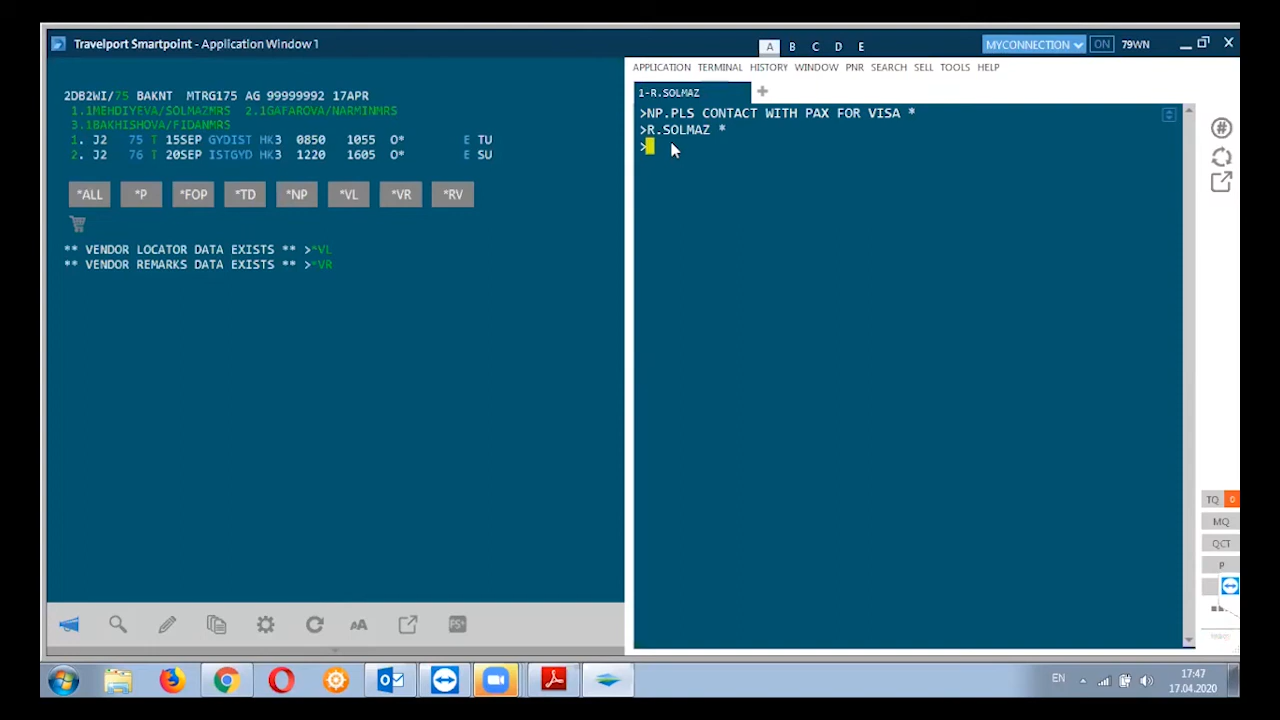 Travelport Smartpoint - Application Window 1
A B C D E
MYCONNECTION ON 79WN
APPLICATION TERMINAL HISTORY WINDOW PNR SEARCH SELL TOOLS HELP
2DB2WI/75 BAKNT MTRG175 AG 99999992 17APR
1.1MEHDIYEVA/SOLMAZMRS 2.1GAFAROVA/NARMINMRS
3.1BAKHISHOVA/FIDANMRS
1. J2 75 T 15SEP GYDIST HK3 0850 1055 O* E TU
2. J2 76 T 20SEP ISTGYD HK3 1220 1605 O* E SU
*ALL *P *FOP *TD *NP *VL *VR *RV
** VENDOR LOCATOR DATA EXISTS ** >*VL
** VENDOR REMARKS DATA EXISTS ** >*VR
1-R.SOLMAZ
>NP.PLS CONTACT WITH PAX FOR VISA *
>R.SOLMAZ *
>
#
TQ 0
MQ
QCT
P
AA
PS+
EN
17:47
17.04.2020